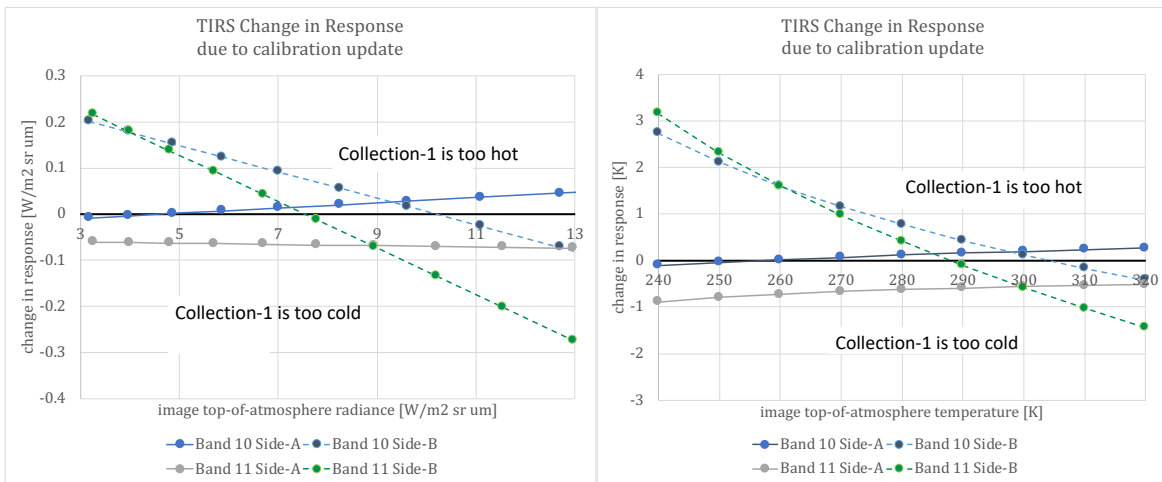 TIRS Change in Response
due to calibration update
0.3
0.2
0.1
0
-0.1
-0.2
-0.3
-0.4
3 5 7 9 11 13
change in response [W/m2 sr um]
Collection-1 is too hot
Collection-1 is too cold
image top-of-atmosphere radiance [W/m2 sr um]
Band 10 Side-A Band 10 Side-B
Band 11 Side-A Band 11 Side-B
TIRS Change in Response
due to calibration update
4
3
2
1
0
-1
-2
-3
240 250 260 270 280 290 300 310 320
change in response [K]
Collection-1 is too hot
Collection-1 is too cold
image top-of-atmosphere temperature [K]
Band 10 Side-A Band 10 Side-B
Band 11 Side-A Band 11 Side-B